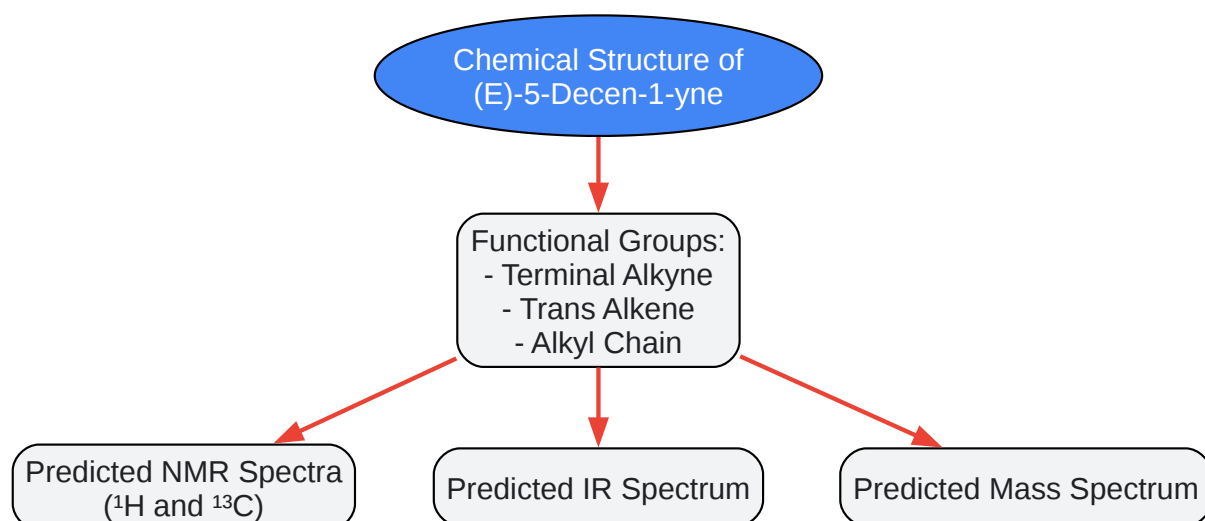 Chemical Structure of
(E)-5-Decen-1-yne
Functional Groups:
- Terminal Alkyne
- Trans Alkene
- Alkyl Chain
Predicted NMR Spectra
(¹H and ¹³C)
Predicted IR Spectrum
Predicted Mass Spectrum